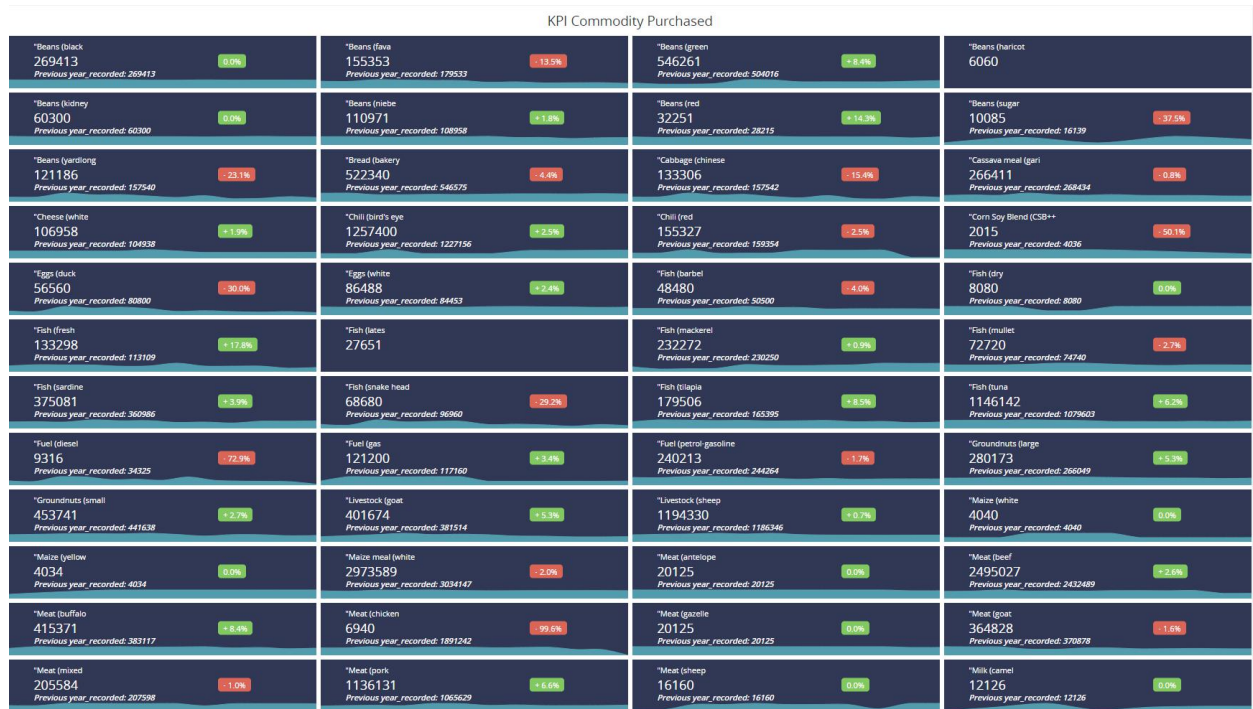 KPI Commodity Purchased
"Beans (black
269413
0.0%
Previous year_recorded: 269413
"Beans (fava
155353
- 13.5%
Previous year_recorded: 179533
"Beans (green
546261
+ 8.4%
Previous year_recorded: 504016
"Beans (haricot
6060
"Beans (kidney
60300
0.0%
Previous year_recorded: 60300
"Beans (niebe
110971
+ 1.8%
Previous year_recorded: 108958
"Beans (red
32251
+ 14.3%
Previous year_recorded: 28215
"Beans (sugar
10085
- 37.5%
Previous year_recorded: 16139
"Beans (yardlong
121186
- 23.1%
Previous year_recorded: 157540
"Bread (bakery
522340
- 4.4%
Previous year_recorded: 546575
"Cabbage (chinese
133306
- 15.4%
Previous year_recorded: 157542
"Cassava meal (gari
266411
- 0.8%
Previous year_recorded: 268434
"Cheese (white
106958
+ 1.9%
Previous year_recorded: 104938
"Chili (bird's eye
1257400
+ 2.5%
Previous year_recorded: 1227156
"Chili (red
155327
- 2.5%
Previous year_recorded: 159354
"Corn Soy Blend (CSB++
2015
- 50.1%
Previous year_recorded: 4036
"Eggs (duck
56560
- 30.0%
Previous year_recorded: 80800
"Eggs (white
86488
+ 2.4%
Previous year_recorded: 84453
"Fish (barbel
48480
- 4.0%
Previous year_recorded: 50500
"Fish (dry
8080
0.0%
Previous year_recorded: 8080
"Fish (fresh
133298
+ 17.8%
Previous year_recorded: 113109
"Fish (lates
27651
"Fish (mackerel
232272
+ 0.9%
Previous year_recorded: 230250
"Fish (mullet
72720
- 2.7%
Previous year_recorded: 74740
"Fish (sardine
375081
+ 3.9%
Previous year_recorded: 360986
"Fish (snake head
68680
- 29.2%
Previous year_recorded: 96960
"Fish (tilapia
179506
+ 8.5%
Previous year_recorded: 165395
"Fish (tuna
1146142
+ 6.2%
Previous year_recorded: 1079603
"Fuel (diesel
9316
- 72.9%
Previous year_recorded: 34325
"Fuel (gas
121200
+ 3.4%
Previous year_recorded: 117160
"Fuel (petrol-gasoline
240213
- 1.7%
Previous year_recorded: 244264
"Groundnuts (large
280173
+ 5.3%
Previous year_recorded: 266049
"Groundnuts (small
453741
+ 2.7%
Previous year_recorded: 441638
"Livestock (goat
401674
+ 5.3%
Previous year_recorded: 381514
"Livestock (sheep
1194330
+ 0.7%
Previous year_recorded: 1186346
"Maize (white
4040
0.0%
Previous year_recorded: 4040
"Maize (yellow
4034
0.0%
Previous year_recorded: 4034
"Maize meal (white
2973589
- 2.0%
Previous year_recorded: 3034147
"Meat (antelope
20125
0.0%
Previous year_recorded: 20125
"Meat (beef
2495027
+ 2.6%
Previous year_recorded: 2432489
"Meat (buffalo
415371
+ 8.4%
Previous year_recorded: 383117
"Meat (chicken
6940
- 99.6%
Previous year_recorded: 1891242
"Meat (gazelle
20125
0.0%
Previous year_recorded: 20125
"Meat (goat
364828
- 1.6%
Previous year_recorded: 370878
"Meat (mixed
205584
- 1.0%
Previous year_recorded: 207598
"Meat (pork
1136131
+ 6.6%
Previous year_recorded: 1065629
"Meat (sheep
16160
0.0%
Previous year_recorded: 16160
"Milk (camel
12126
0.0%
Previous year_recorded: 12126